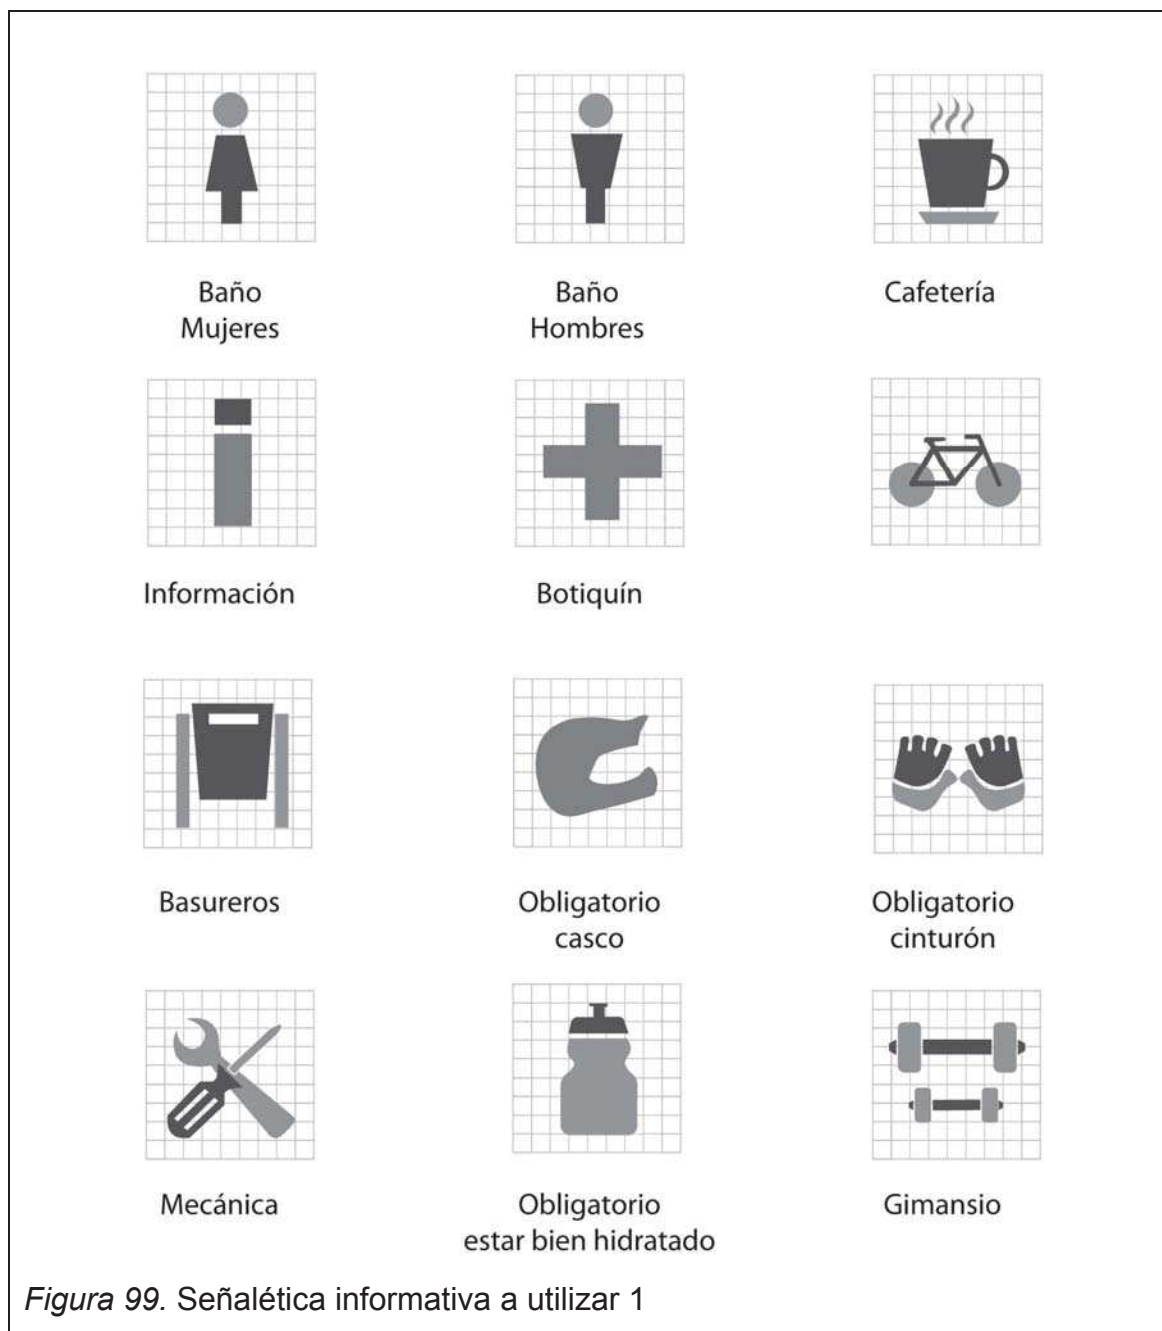 Baño
Mujeres
Baño
Hombres
Cafetería
Información
Botiquín
Basureros
Obligatorio
casco
Obligatorio
cinturón
Mecánica
Obligatorio
estar bien hidratado
Gimansio
Figura 99. Señalética informativa a utilizar 1